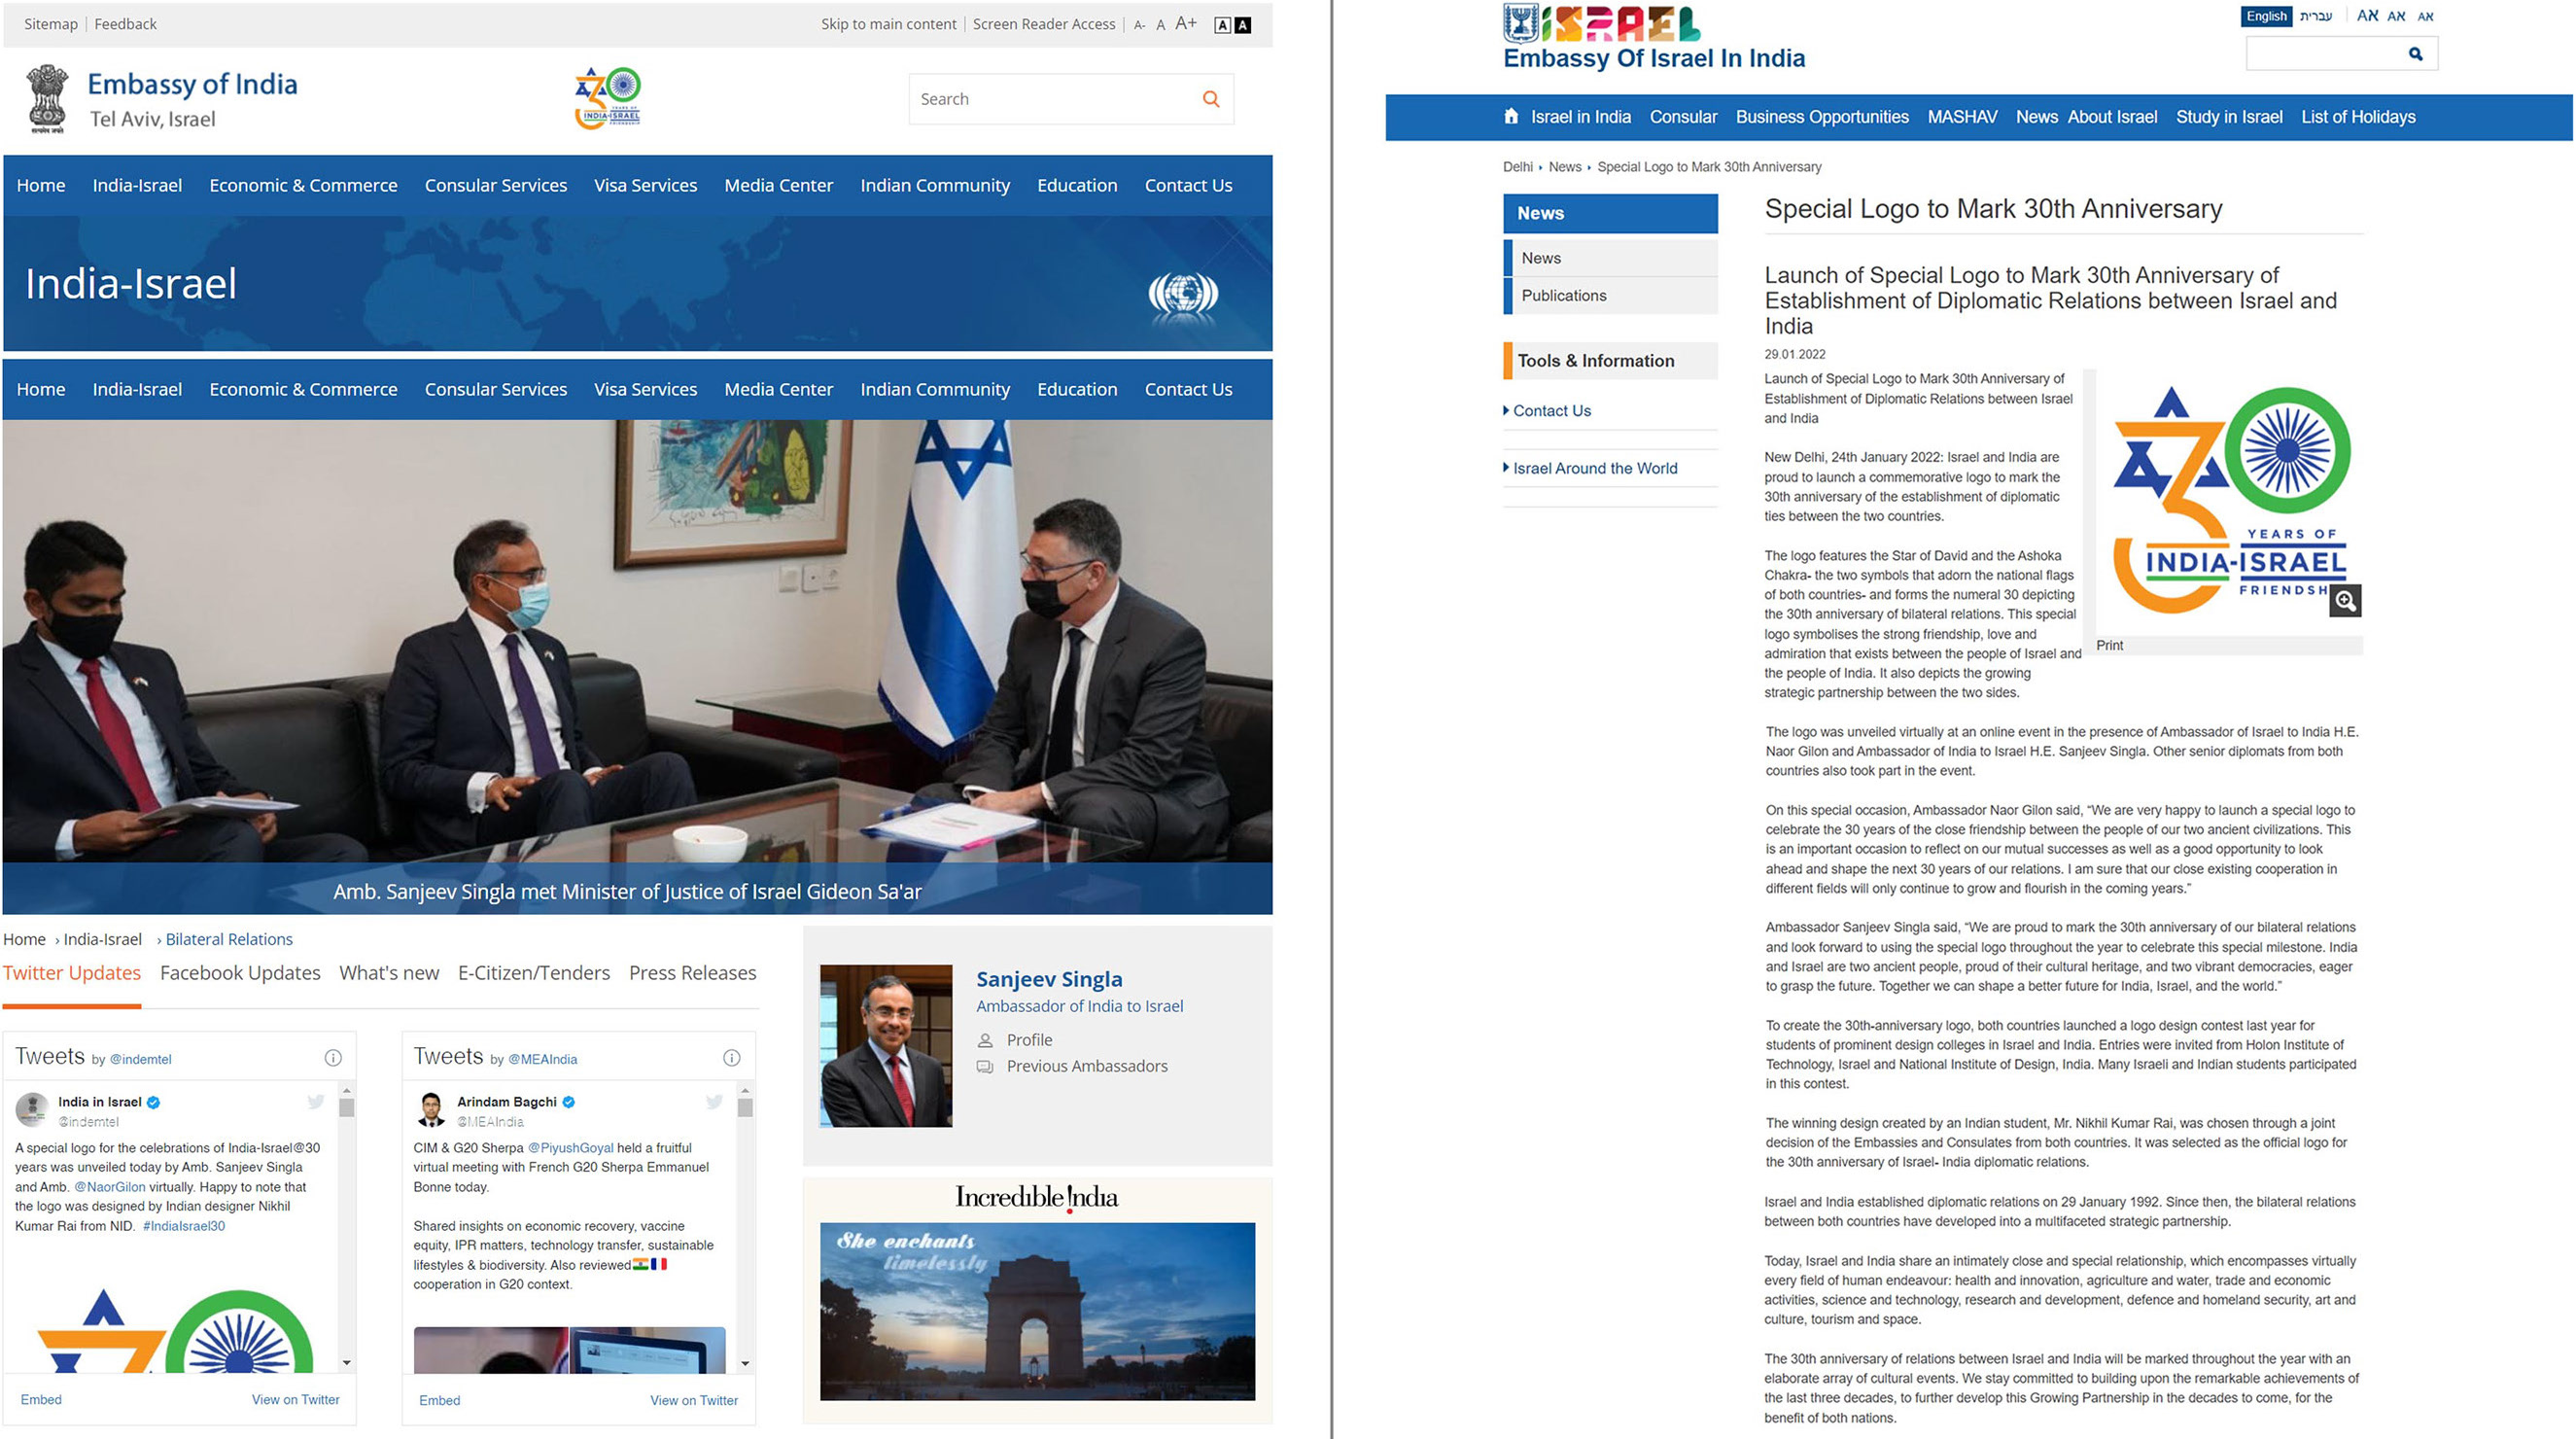 Sitemap | Feedback
Skip to main content | Screen Reader Access | A- A A+ A A
Embassy of India
Tel Aviv, Israel
सत्यमेव जयते
30
YEARS OF
INDIA-ISRAEL
FRIENDSHIP
Search
Home India-Israel Economic & Commerce Consular Services Visa Services Media Center Indian Community Education Contact Us
India-Israel
Home India-Israel Economic & Commerce Consular Services Visa Services Media Center Indian Community Education Contact Us
Amb. Sanjeev Singla met Minister of Justice of Israel Gideon Sa'ar
Home › India-Israel › Bilateral Relations
Twitter Updates Facebook Updates What's new E-Citizen/Tenders Press Releases
Tweets by @indemtel
India in Israel
@indemtel
A special logo for the celebrations of India-Israel@30
years was unveiled today by Amb. Sanjeev Singla
and Amb. @NaorGilon virtually. Happy to note that
the logo was designed by Indian designer Nikhil
Kumar Rai from NID. #IndiaIsrael30
Embed View on Twitter
Tweets by @MEAIndia
Arindam Bagchi
@MEAIndia
CIM & G20 Sherpa @PiyushGoyal held a fruitful
virtual meeting with French G20 Sherpa Emmanuel
Bonne today.
Shared insights on economic recovery, vaccine
equity, IPR matters, technology transfer, sustainable
lifestyles & biodiversity. Also reviewed🇮🇳🇫🇷
cooperation in G20 context.
Embed View on Twitter
Sanjeev Singla
Ambassador of India to Israel
Profile
Previous Ambassadors
Incredible !ndia
She enchants
timelessly
ISRAEL
Embassy Of Israel In India
English עברית אא אא אא
Israel in India Consular Business Opportunities MASHAV News About Israel Study in Israel List of Holidays
Delhi › News › Special Logo to Mark 30th Anniversary
News
News
Publications
Tools & Information
Contact Us
Israel Around the World
Special Logo to Mark 30th Anniversary
Launch of Special Logo to Mark 30th Anniversary of
Establishment of Diplomatic Relations between Israel and
India
29.01.2022
Launch of Special Logo to Mark 30th Anniversary of
Establishment of Diplomatic Relations between Israel
and India
New Delhi, 24th January 2022: Israel and India are
proud to launch a commemorative logo to mark the
30th anniversary of the establishment of diplomatic
ties between the two countries.
The logo features the Star of David and the Ashoka
Chakra- the two symbols that adorn the national flags
of both countries- and forms the numeral 30 depicting
the 30th anniversary of bilateral relations. This special
logo symbolises the strong friendship, love and
admiration that exists between the people of Israel and
the people of India. It also depicts the growing
strategic partnership between the two sides.
30
YEARS OF
INDIA-ISRAEL
FRIENDSH
Print
The logo was unveiled virtually at an online event in the presence of Ambassador of Israel to India H.E.
Naor Gilon and Ambassador of India to Israel H.E. Sanjeev Singla. Other senior diplomats from both
countries also took part in the event.
On this special occasion, Ambassador Naor Gilon said, “We are very happy to launch a special logo to
celebrate the 30 years of the close friendship between the people of our two ancient civilizations. This
is an important occasion to reflect on our mutual successes as well as a good opportunity to look
ahead and shape the next 30 years of our relations. I am sure that our close existing cooperation in
different fields will only continue to grow and flourish in the coming years.”
Ambassador Sanjeev Singla said, “We are proud to mark the 30th anniversary of our bilateral relations
and look forward to using the special logo throughout the year to celebrate this special milestone. India
and Israel are two ancient people, proud of their cultural heritage, and two vibrant democracies, eager
to grasp the future. Together we can shape a better future for India, Israel, and the world.”
To create the 30th-anniversary logo, both countries launched a logo design contest last year for
students of prominent design colleges in Israel and India. Entries were invited from Holon Institute of
Technology, Israel and National Institute of Design, India. Many Israeli and Indian students participated
in this contest.
The winning design created by an Indian student, Mr. Nikhil Kumar Rai, was chosen through a joint
decision of the Embassies and Consulates from both countries. It was selected as the official logo for
the 30th anniversary of Israel- India diplomatic relations.
Israel and India established diplomatic relations on 29 January 1992. Since then, the bilateral relations
between both countries have developed into a multifaceted strategic partnership.
Today, Israel and India share an intimately close and special relationship, which encompasses virtually
every field of human endeavour: health and innovation, agriculture and water, trade and economic
activities, science and technology, research and development, defence and homeland security, art and
culture, tourism and space.
The 30th anniversary of relations between Israel and India will be marked throughout the year with an
elaborate array of cultural events. We stay committed to building upon the remarkable achievements of
the last three decades, to further develop this Growing Partnership in the decades to come, for the
benefit of both nations.